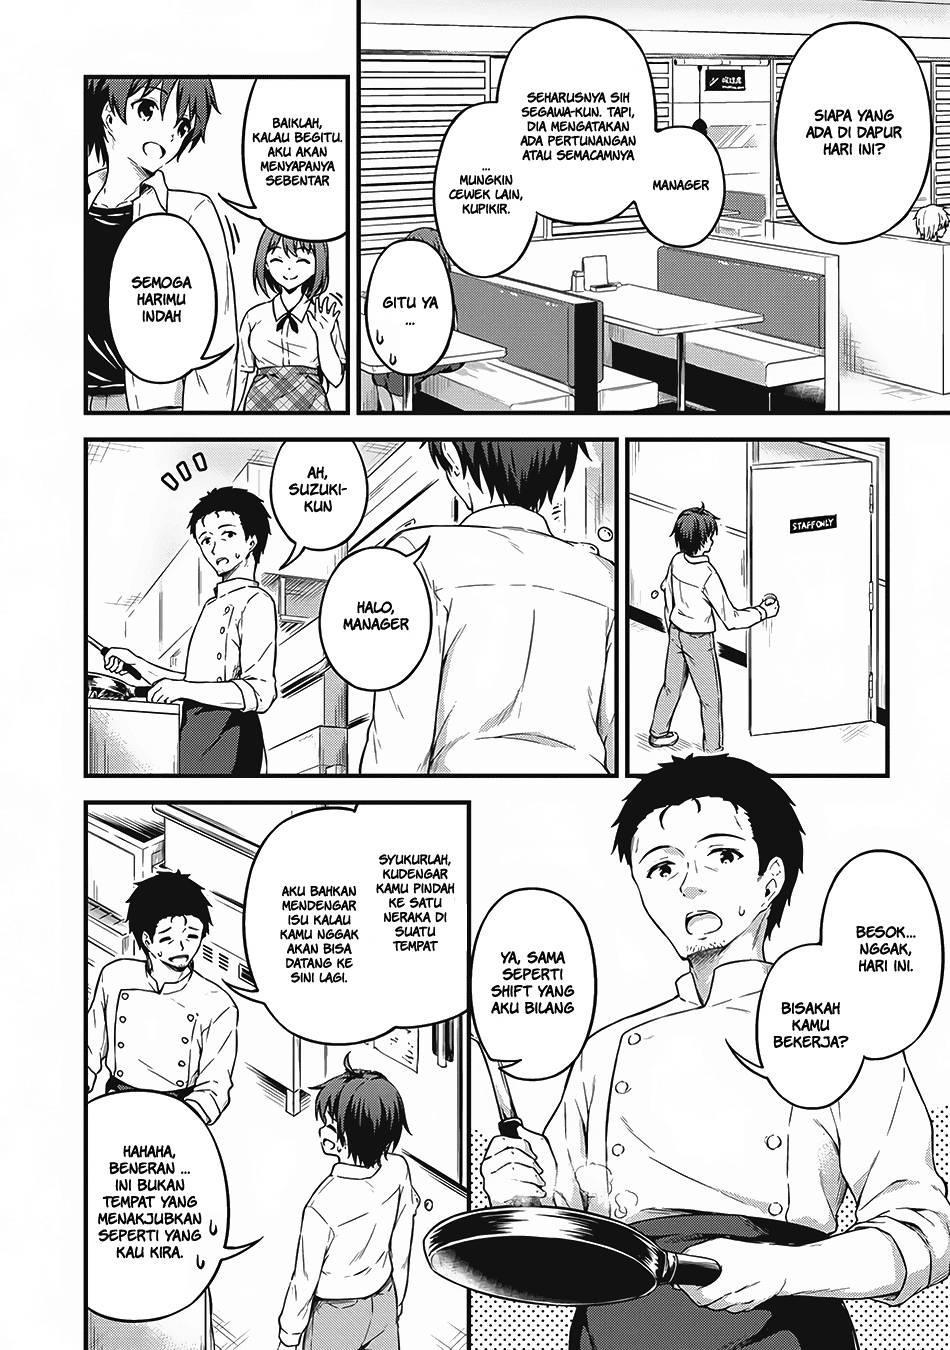 SIAPA YANG
ADA DI DAPUR
HARI INI?
MANAGER
SEHARUSNYA SIH
SEGAWA-KUN. TAPI,
DIA MENGATAKAN
ADA PERTUNANGAN
ATAU SEMACAMNYA
...
MUNGKIN
CEWEK LAIN,
KUPIKIR.
GITU YA
...
BAIKLAH,
KALAU BEGITU.
AKU AKAN
MENYAPANYA
SEBENTAR
SEMOGA
HARIMU
INDAH
STAFF ONLY
HALO,
MANAGER
AH,
SUZUKI-
KUN
BESOK...
NGGAK,
HARI INI.
BISAKAH
KAMU
BEKERJA?
YA, SAMA
SEPERTI
SHIFT YANG
AKU BILANG
SYUKURLAH,
KUDENGAR
KAMU PINDAH
KE SATU
NERAKA DI
SUATU
TEMPAT
AKU BAHKAN
MENDENGAR
ISU KALAU
KAMU NGGAK
AKAN BISA
DATANG KE
SINI LAGI.
HAHAHA,
BENERAN ...
INI BUKAN
TEMPAT YANG
MENAKJUBKAN
SEPERTI YANG
KAU KIRA.